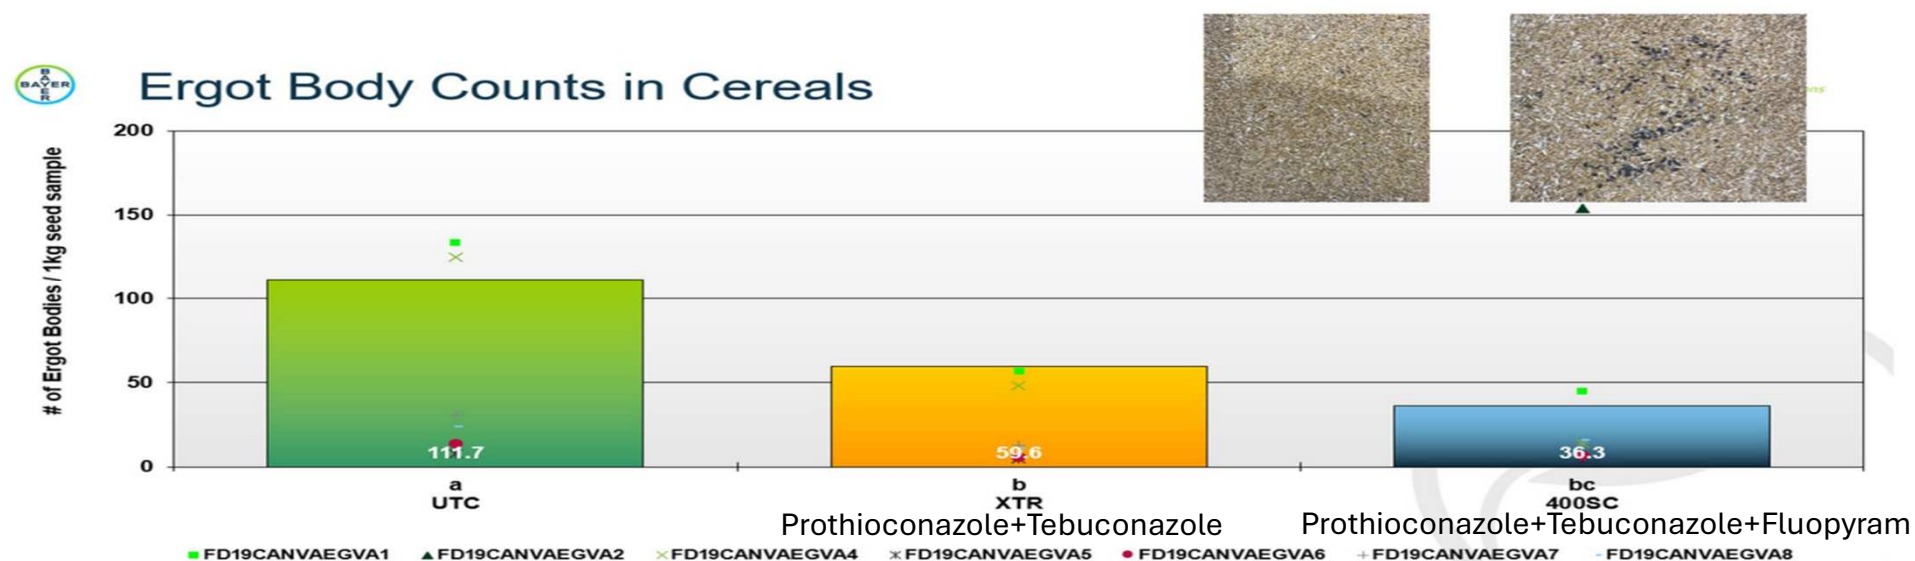 BAYER
BAYER
Ergot Body Counts in Cereals
ons
# of Ergot Bodies / 1kg seed sample
200
150
100
50
0
111.7
59.6
36.3
a
b
bc
UTC
XTR
400SC
Prothioconazole+Tebuconazole
Prothioconazole+Tebuconazole+Fluopyram
FD19CANVAEGVA1 FD19CANVAEGVA2 FD19CANVAEGVA4 FD19CANVAEGVA5 FD19CANVAEGVA6 FD19CANVAEGVA7 FD19CANVAEGVA8